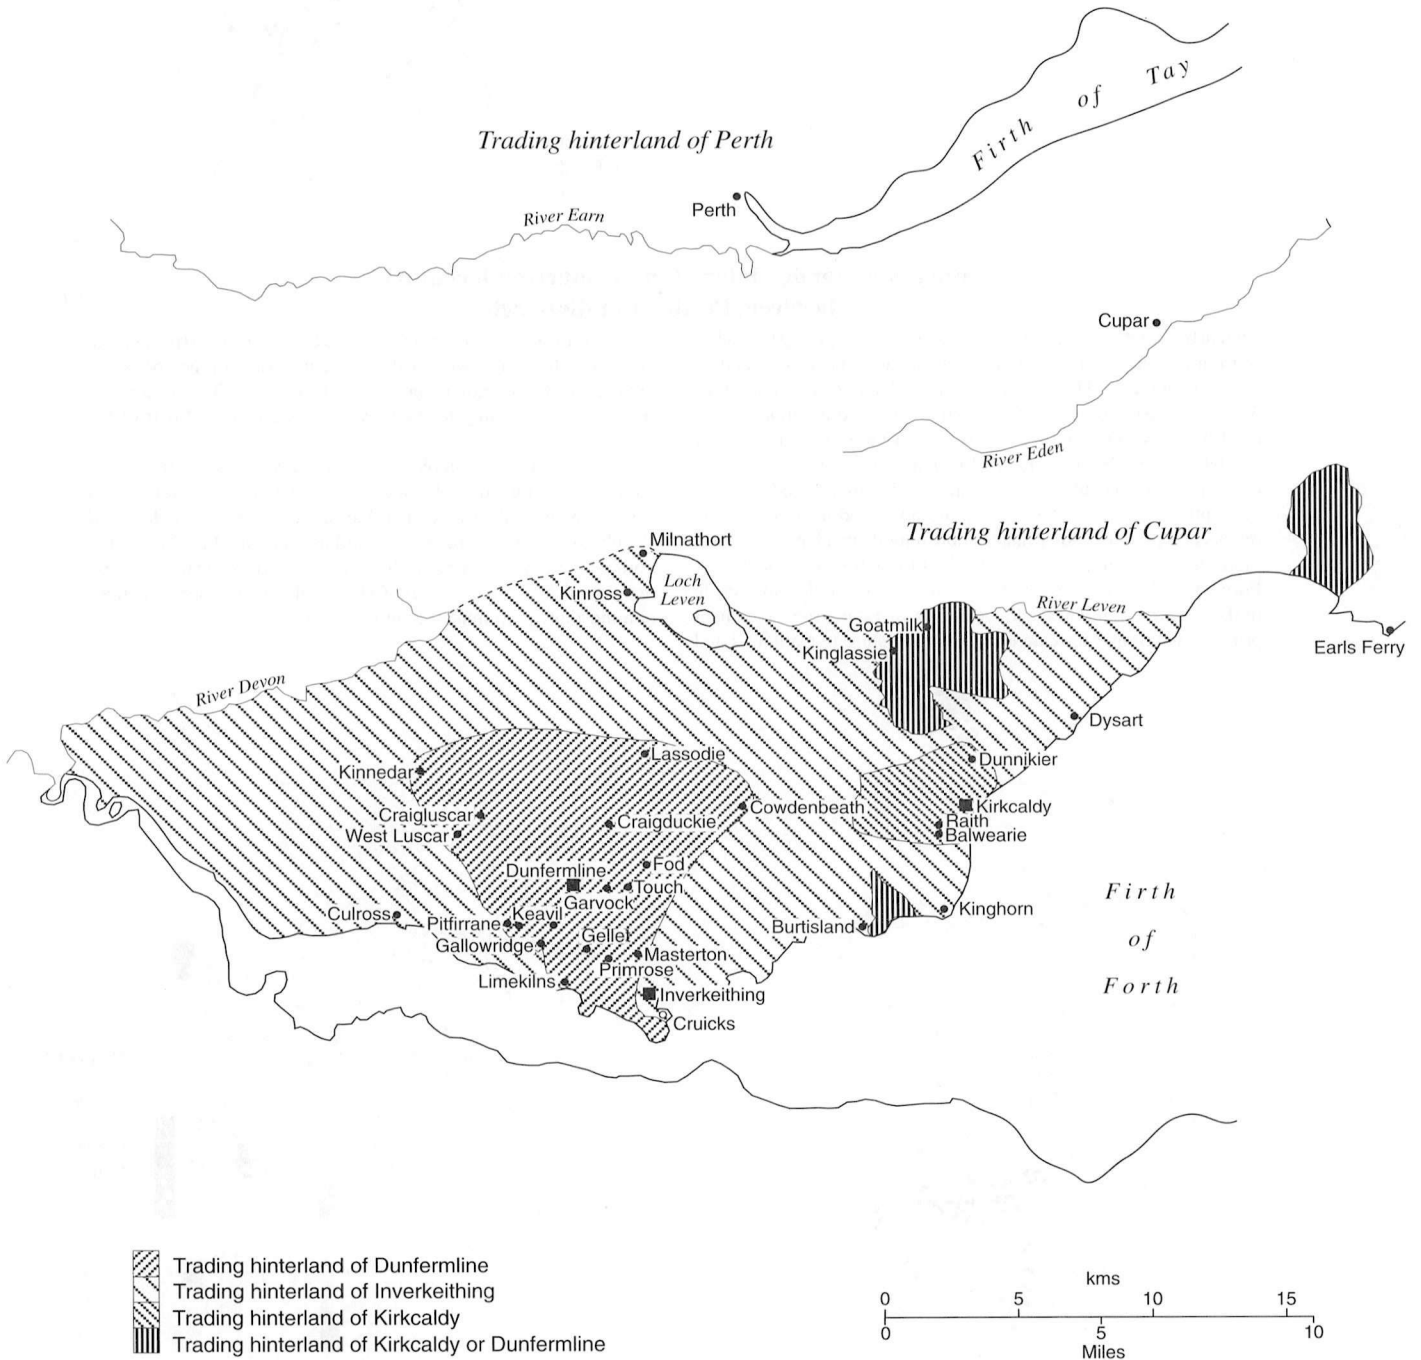 Firth of Tay
Trading hinterland of Perth
Perth
River Earn
Cupar
River Eden
Trading hinterland of Cupar
Milnathort
Loch
Leven
Kinross
River Leven
Goatmilk
Kinglassie
Earls Ferry
River Devon
Dysart
Lassodie
Dunnikier
Kinnedar
Cowdenbeath
Kirkcaldy
Craigluscar
Craigduckie
Raith
West Luscar
Balwearie
Fod
Dunfermline
Touch
Garvock
Firth
of
Forth
Culross
Keavil
Pitfirrane
Kinghorn
Burtisland
Gellet
Gallowridge
Masterton
Primrose
Limekilns
Inverkeithing
Cruicks
Trading hinterland of Dunfermline
Trading hinterland of Inverkeithing
Trading hinterland of Kirkcaldy
Trading hinterland of Kirkcaldy or Dunfermline
kms
0 5 10 15
0 5 10
Miles